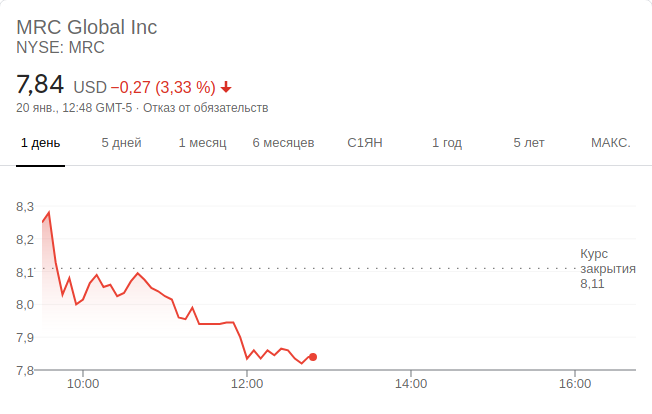 MRC Global Inc
NYSE: MRC
7,84 USD −0,27 (3,33 %)
20 янв., 12:48 GMT-5 · Отказ от обязательств
1 день 5 дней 1 месяц 6 месяцев С1ЯН 1 год 5 лет МАКС.
8,3
8,2
Курс
8,1 закрытия
8,11
8,0
7,9
7,8
10:00 12:00 14:00 16:00